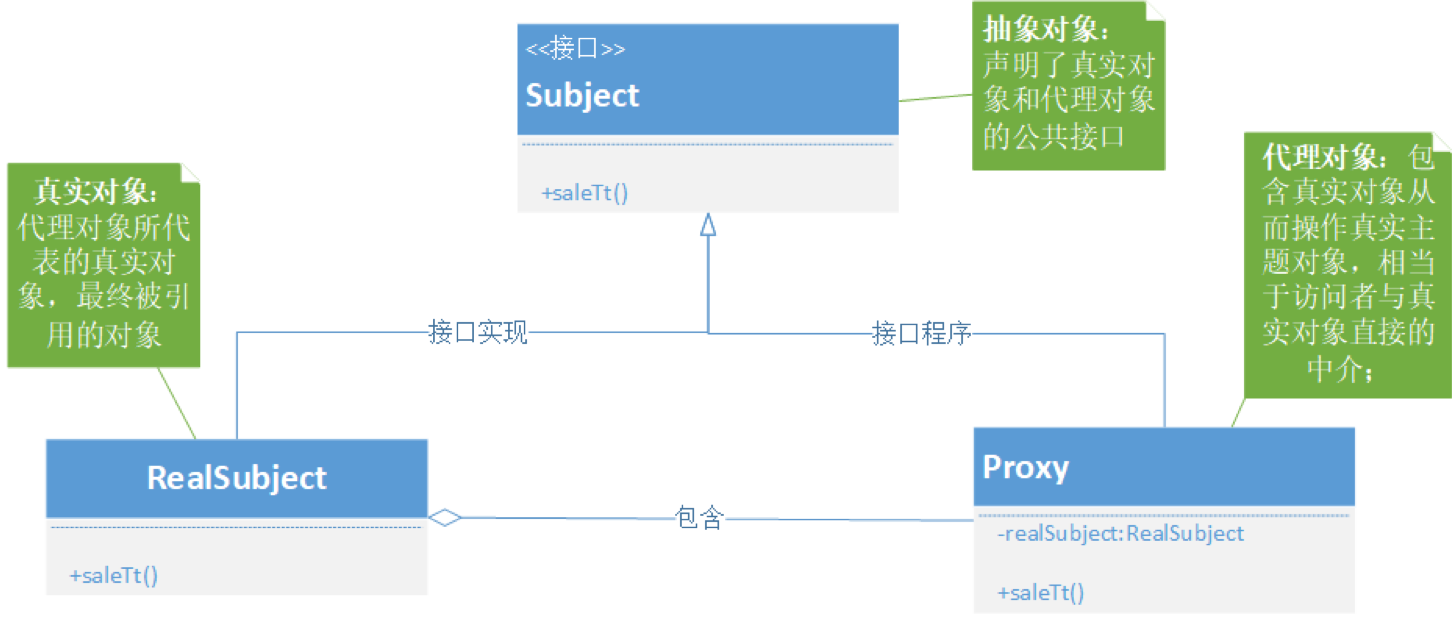 <<接口>>
Subject
+saleTt()
抽象对象：
声明了真实对
象和代理对象
的公共接口
代理对象：包
含真实对象从
而操作真实主
题对象，相当
于访问者与真
实对象直接的
中介；
真实对象：
代理对象所代
表的真实对
象，最终被引
用的对象
接口实现
接口程序
RealSubject
+saleTt()
包含
Proxy
-realSubject:RealSubject
+saleTt()